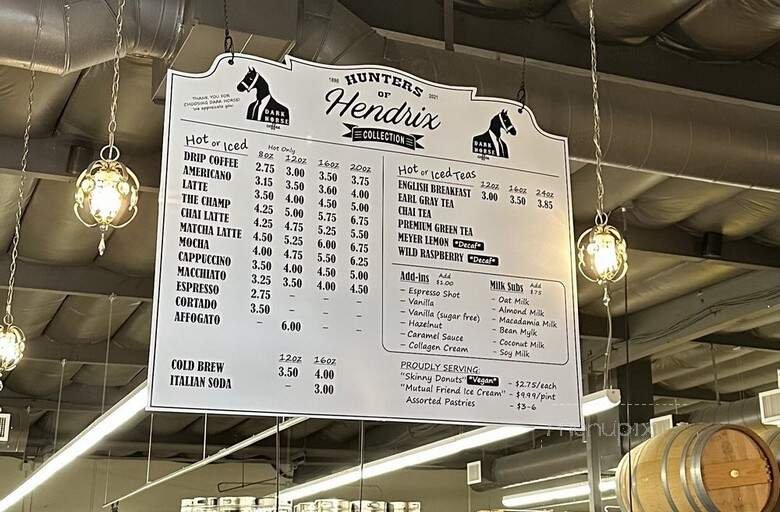 THANK YOU FOR
CHOOSING DARK HORSE!
We appreciate you!
DARK
HORSE
coffee
1898 HUNTERS 2021
OF
Hendrix
COLLECTION
DARK
HORSE
coffee
Hot or Iced
Hot Only
8oz 12oz 16oz 20oz
DRIP COFFEE 2.75 3.00 3.50 3.75
AMERICANO 3.15 3.50 3.60 4.00
LATTE 3.50 4.00 4.50 5.00
THE CHAMP 4.25 5.00 5.75 6.75
CHAI LATTE 4.25 4.75 5.25 5.50
MATCHA LATTE 4.50 5.25 6.00 6.75
MOCHA 4.00 4.75 5.50 6.25
CAPPUCCINO 3.50 4.00 4.50 5.00
MACCHIATO 3.25 3.50 4.00 4.50
ESPRESSO 2.75 - - -
CORTADO 3.50 - - -
AFFOGATO - 6.00 - -
12oz 16oz
COLD BREW 3.50 4.00
ITALIAN SODA - 3.00
Hot or Iced Teas
12oz 16oz 24oz
ENGLISH BREAKFAST 3.00 3.50 3.85
EARL GRAY TEA
CHAI TEA
PREMIUM GREEN TEA
MEYER LEMON *Decaf*
WILD RASPBERRY *Decaf*
Add-ins Add $1.00
- Espresso Shot
- Vanilla
- Vanilla (sugar free)
- Hazelnut
- Caramel Sauce
- Collagen Cream
Milk Subs Add $.75
- Oat Milk
- Almond Milk
- Macadamia Milk
- Bean Mylk
- Coconut Milk
- Soy Milk
PROUDLY SERVING:
"Skinny Donuts" *Vegan* - $2.75/each
"Mutual Friend Ice Cream" - $9.99/pint
Assorted Pastries - $3-6